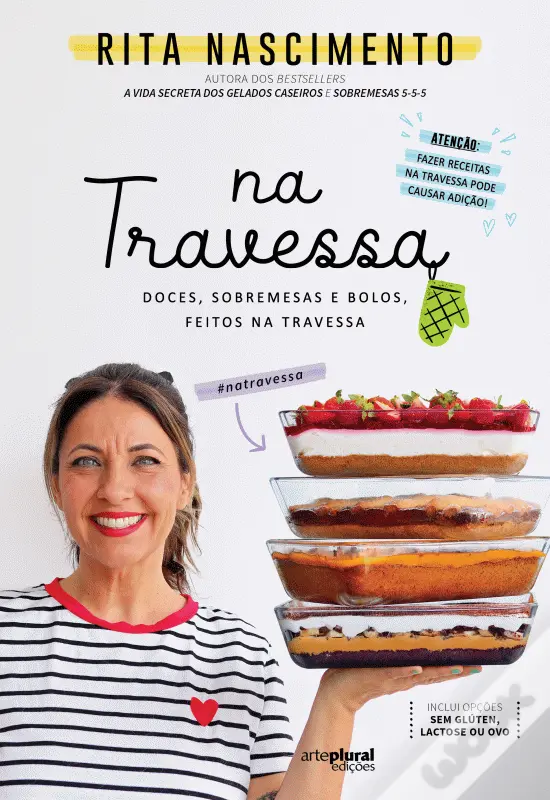 RITA NASCIMENTO
AUTORA DOS BESTSELLERS
A VIDA SECRETA DOS GELADOS CASEIROS E SOBREMESAS 5-5-5
ATENÇÃO:
FAZER RECEITAS
NA TRAVESSA PODE
CAUSAR ADIÇÃO!
na
Travessa
DOCES, SOBREMESAS E BOLOS,
FEITOS NA TRAVESSA
#natravessa
INCLUI OPÇÕES
SEM GLÚTEN,
LACTOSE OU OVO
arteplural
edições
wook